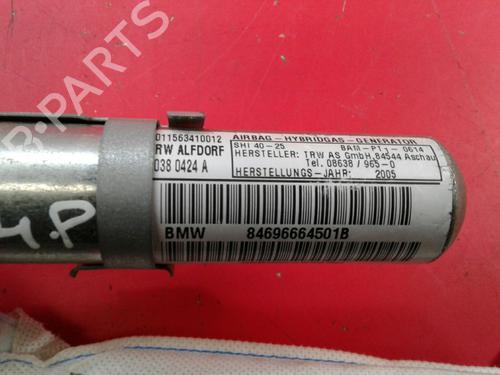 011563410012
RW ALFDORF
038 0424 A
AIRBAG - HYBRIDGAS - GENERATOR
SHI 40-25 BAM-PT1-0614
HERSTELLER: TRW AS GmbH, 84544 Aschau
Tel. 08638 / 965-0
HERSTELLUNGS-JAHR: 2005
BMW 84696664501B
4.P
B-PARTS